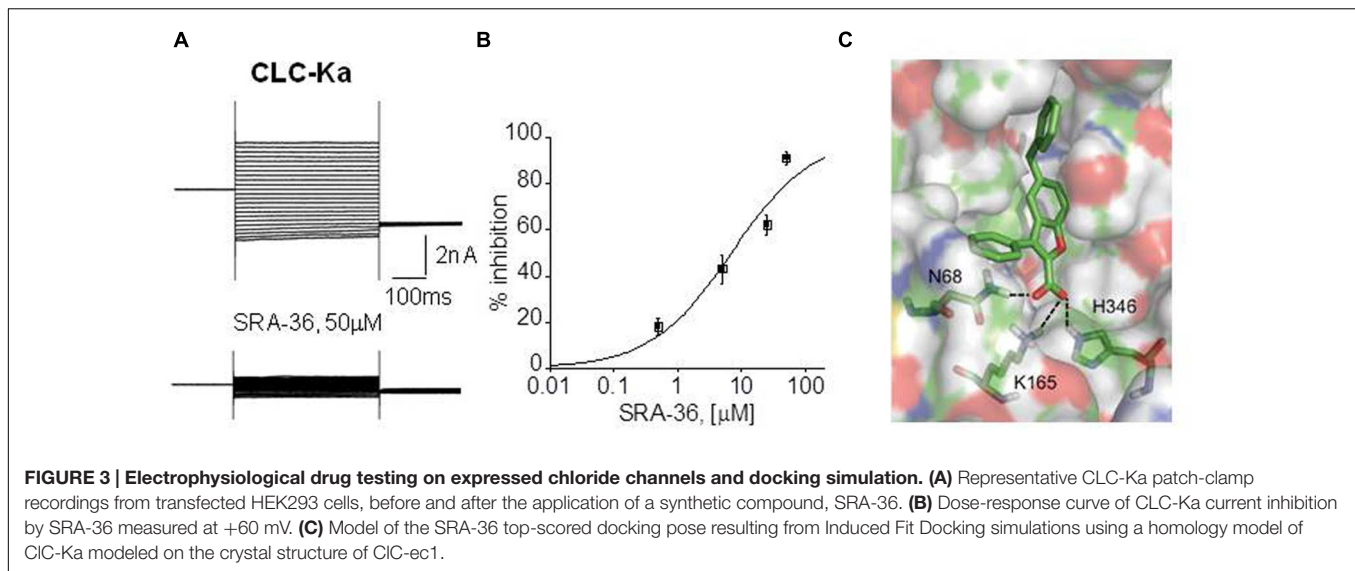 A
CLC-Ka
2nA
100ms
SRA-36, 50µM
B
% inhibition
100
80
60
40
20
0
0.01 0.1 1 10 100
SRA-36, [µM]
C
N68
H346
K165
FIGURE 3 | Electrophysiological drug testing on expressed chloride channels and docking simulation. (A) Representative CLC-Ka patch-clamp
recordings from transfected HEK293 cells, before and after the application of a synthetic compound, SRA-36. (B) Dose-response curve of CLC-Ka current inhibition
by SRA-36 measured at +60 mV. (C) Model of the SRA-36 top-scored docking pose resulting from Induced Fit Docking simulations using a homology model of
ClC-Ka modeled on the crystal structure of ClC-ec1.